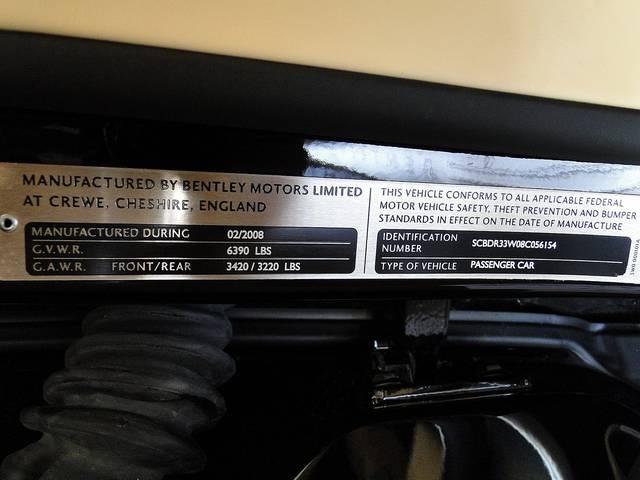 MANUFACTURED BY BENTLEY MOTORS LIMITED
AT CREWE, CHESHIRE, ENGLAND
MANUFACTURED DURING 02/2008
G.V.W.R. 6390 LBS
G.A.W.R. FRONT/REAR 3420 / 3220 LBS
THIS VEHICLE CONFORMS TO ALL APPLICABLE FEDERAL
MOTOR VEHICLE SAFETY, THEFT PREVENTION AND BUMPER
STANDARDS IN EFFECT ON THE DATE OF MANUFACTURE
IDENTIFICATION
NUMBER SCBDR33W08C056154
TYPE OF VEHICLE PASSENGER CAR